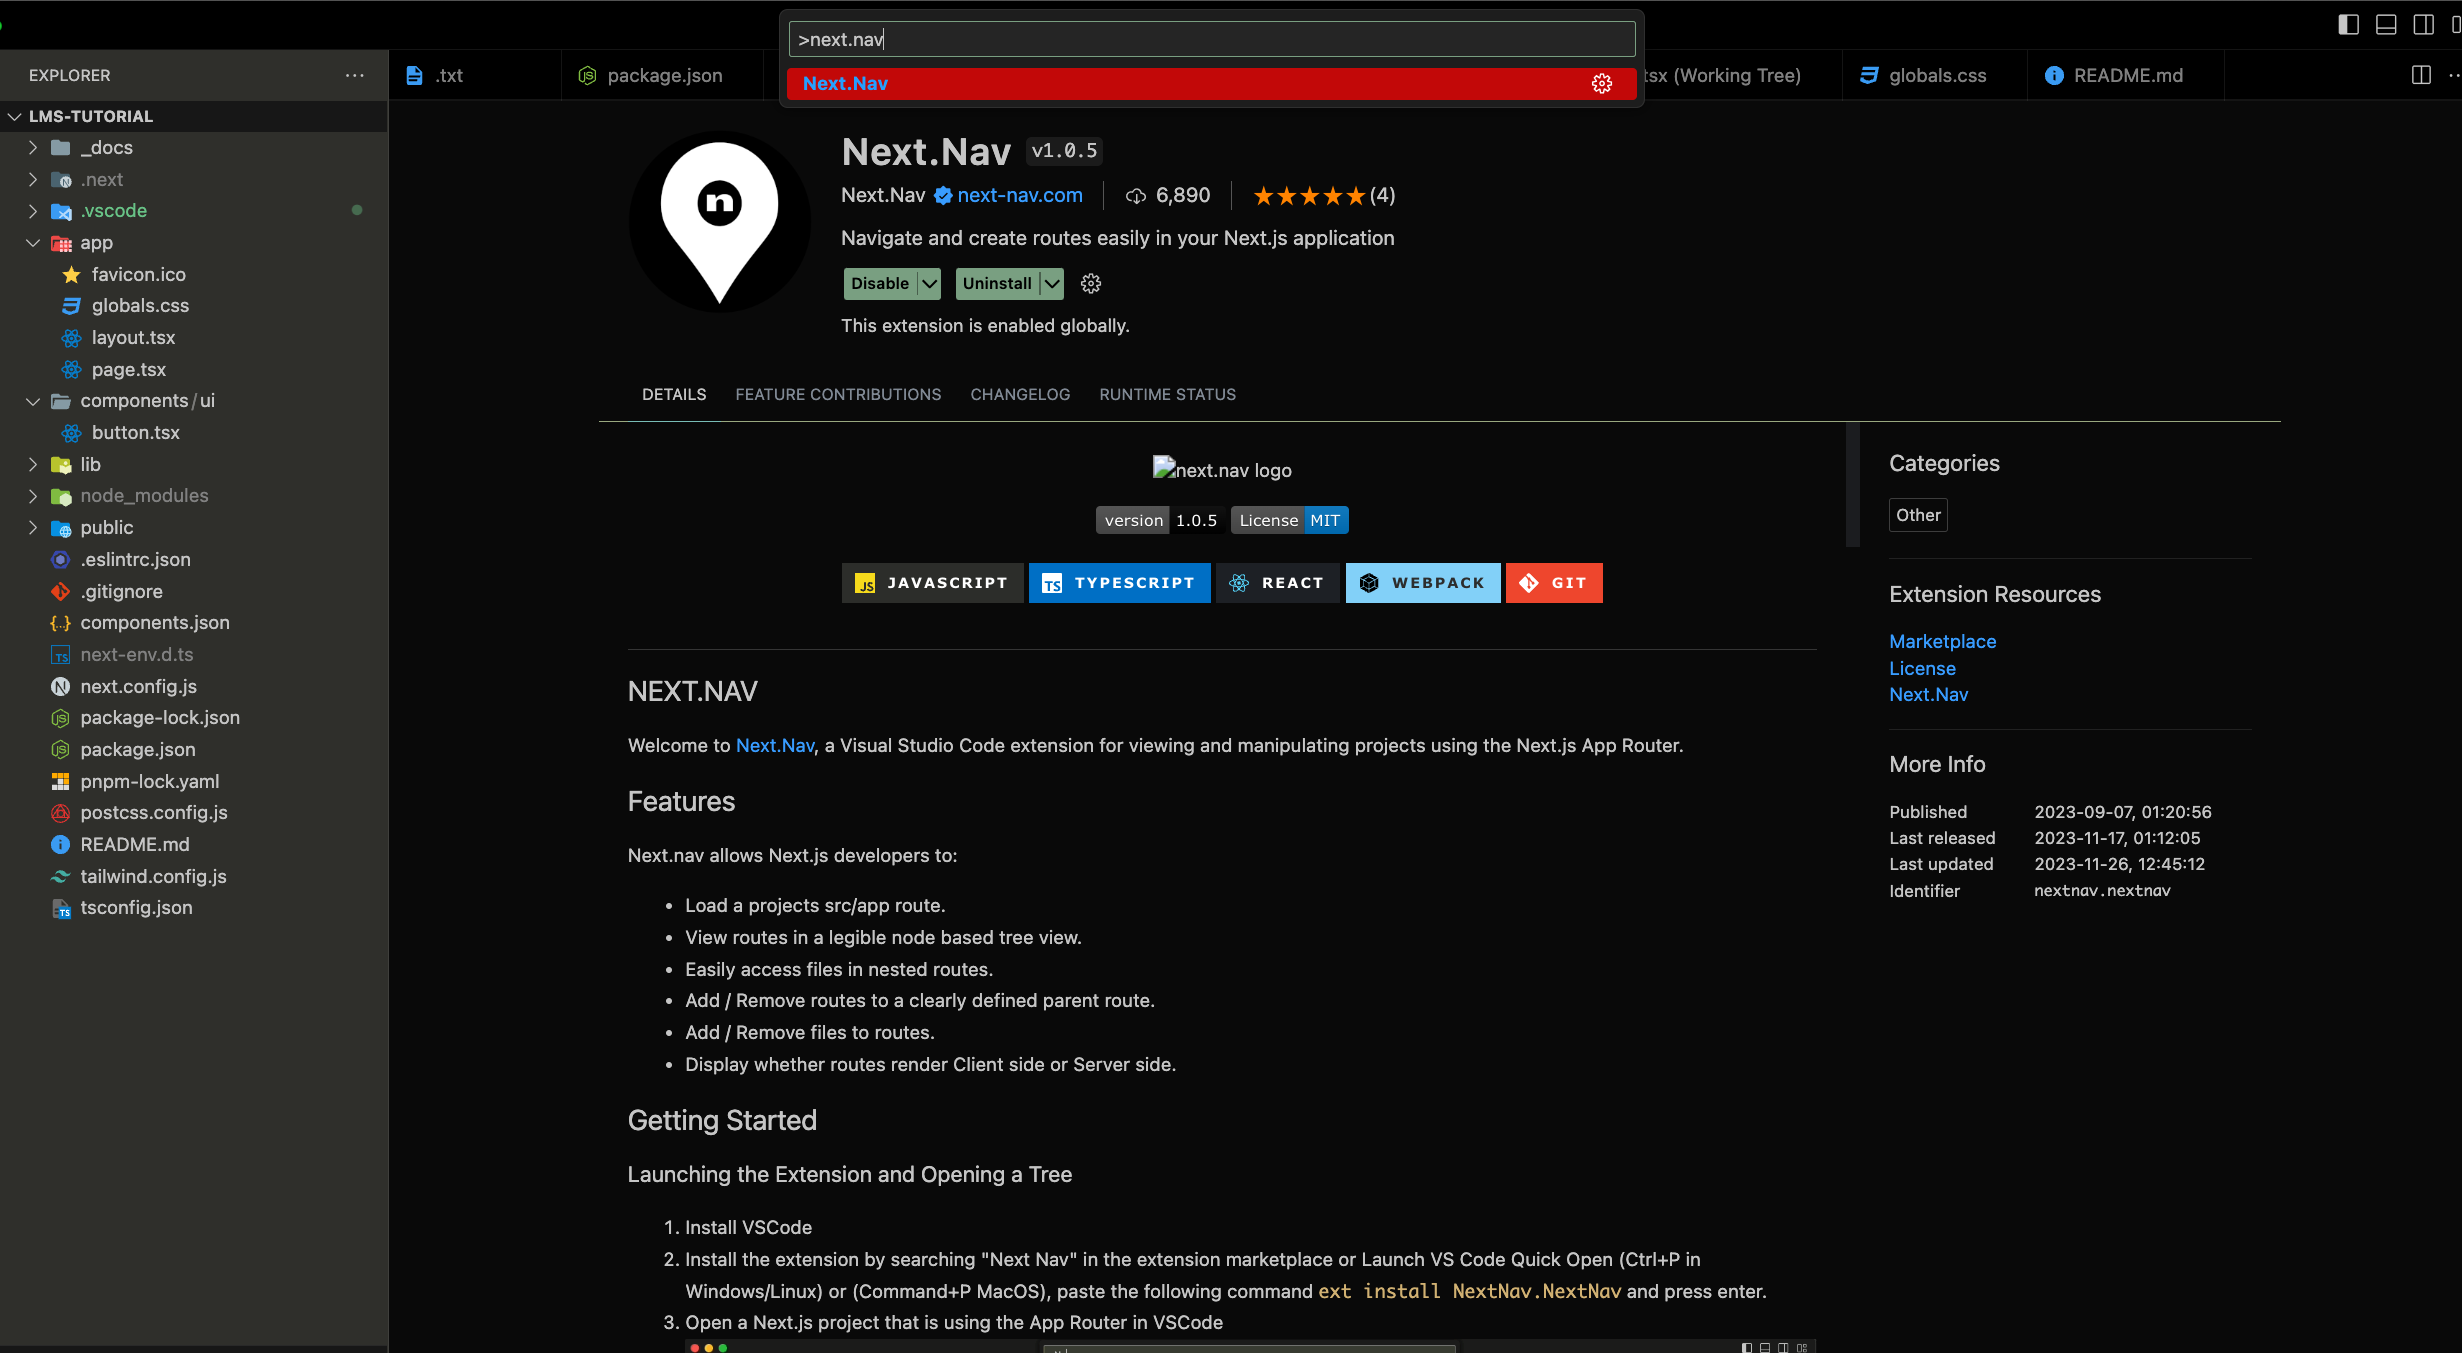 >next.nav
Next.Nav
EXPLORER
LMS-TUTORIAL
_docs
.next
.vscode
app
favicon.ico
globals.css
layout.tsx
page.tsx
components/ui
button.tsx
lib
node_modules
public
.eslintrc.json
.gitignore
components.json
next-env.d.ts
next.config.js
package-lock.json
package.json
pnpm-lock.yaml
postcss.config.js
README.md
tailwind.config.js
tsconfig.json
.txt
package.json
tsx (Working Tree)
globals.css
README.md
Next.Nav v1.0.5
Next.Nav next-nav.com 6,890 (4)
Navigate and create routes easily in your Next.js application
Disable Uninstall
This extension is enabled globally.
DETAILS FEATURE CONTRIBUTIONS CHANGELOG RUNTIME STATUS
next.nav logo
version 1.0.5 License MIT
JS JAVASCRIPT TS TYPESCRIPT REACT WEBPACK GIT
NEXT.NAV
Welcome to Next.Nav, a Visual Studio Code extension for viewing and manipulating projects using the Next.js App Router.
Features
Next.nav allows Next.js developers to:
• Load a projects src/app route.
• View routes in a legible node based tree view.
• Easily access files in nested routes.
• Add / Remove routes to a clearly defined parent route.
• Add / Remove files to routes.
• Display whether routes render Client side or Server side.
Getting Started
Launching the Extension and Opening a Tree
1. Install VSCode
2. Install the extension by searching "Next Nav" in the extension marketplace or Launch VS Code Quick Open (Ctrl+P in
Windows/Linux) or (Command+P MacOS), paste the following command ext install NextNav.NextNav and press enter.
3. Open a Next.js project that is using the App Router in VSCode
Categories
Other
Extension Resources
Marketplace
License
Next.Nav
More Info
Published 2023-09-07, 01:20:56
Last released 2023-11-17, 01:12:05
Last updated 2023-11-26, 12:45:12
Identifier nextnav.nextnav